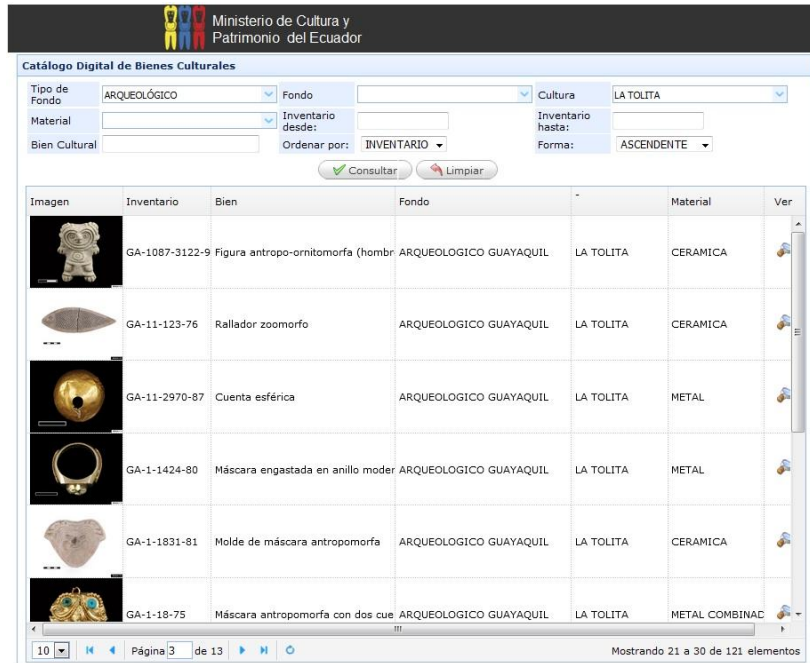 Ministerio de Cultura y
Patrimonio del Ecuador
Catálogo Digital de Bienes Culturales
Tipo de Fondo ARQUEOLÓGICO Fondo Cultura LA TOLITA
Material Inventario desde: Inventario hasta:
Bien Cultural Ordenar por: INVENTARIO Forma: ASCENDENTE
Consultar Limpiar
Imagen Inventario Bien Fondo - Material Ver
GA-1087-3122-9 Figura antropo-ornitomorfa (hombr ARQUEOLOGICO GUAYAQUIL LA TOLITA CERAMICA
GA-11-123-76 Rallador zoomorfo ARQUEOLOGICO GUAYAQUIL LA TOLITA CERAMICA
GA-11-2970-87 Cuenta esférica ARQUEOLOGICO GUAYAQUIL LA TOLITA METAL
GA-1-1424-80 Máscara engastada en anillo moder ARQUEOLOGICO GUAYAQUIL LA TOLITA METAL
GA-1-1831-81 Molde de máscara antropomorfa ARQUEOLOGICO GUAYAQUIL LA TOLITA CERAMICA
GA-1-18-75 Máscara antropomorfa con dos cue ARQUEOLOGICO GUAYAQUIL LA TOLITA METAL COMBINAD
10 Página 3 de 13 Mostrando 21 a 30 de 121 elementos